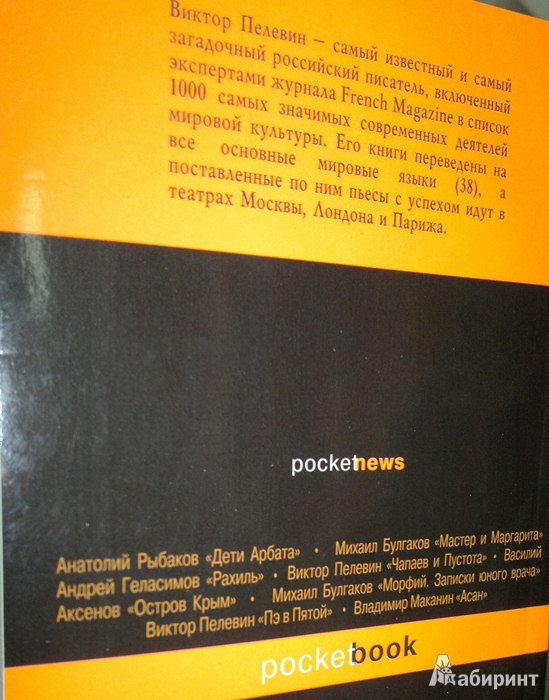 Виктор Пелевин – самый известный и самый
загадочный российский писатель, включенный
экспертами журнала French Magazine в список
1000 самых значимых современных деятелей
мировой культуры. Его книги переведены на
все основные мировые языки (38), а
поставленные по ним пьесы с успехом идут в
театрах Москвы, Лондона и Парижа.
pocketnews
Анатолий Рыбаков «Дети Арбата» • Михаил Булгаков «Мастер и Маргарита»
Андрей Геласимов «Рахиль» • Виктор Пелевин «Чапаев и Пустота» • Василий
Аксенов «Остров Крым» • Михаил Булгаков «Морфий. Записки юного врача»
Виктор Пелевин «Пэ в Пятой» • Владимир Маканин «Асан»
pocketbook
Лабиринт